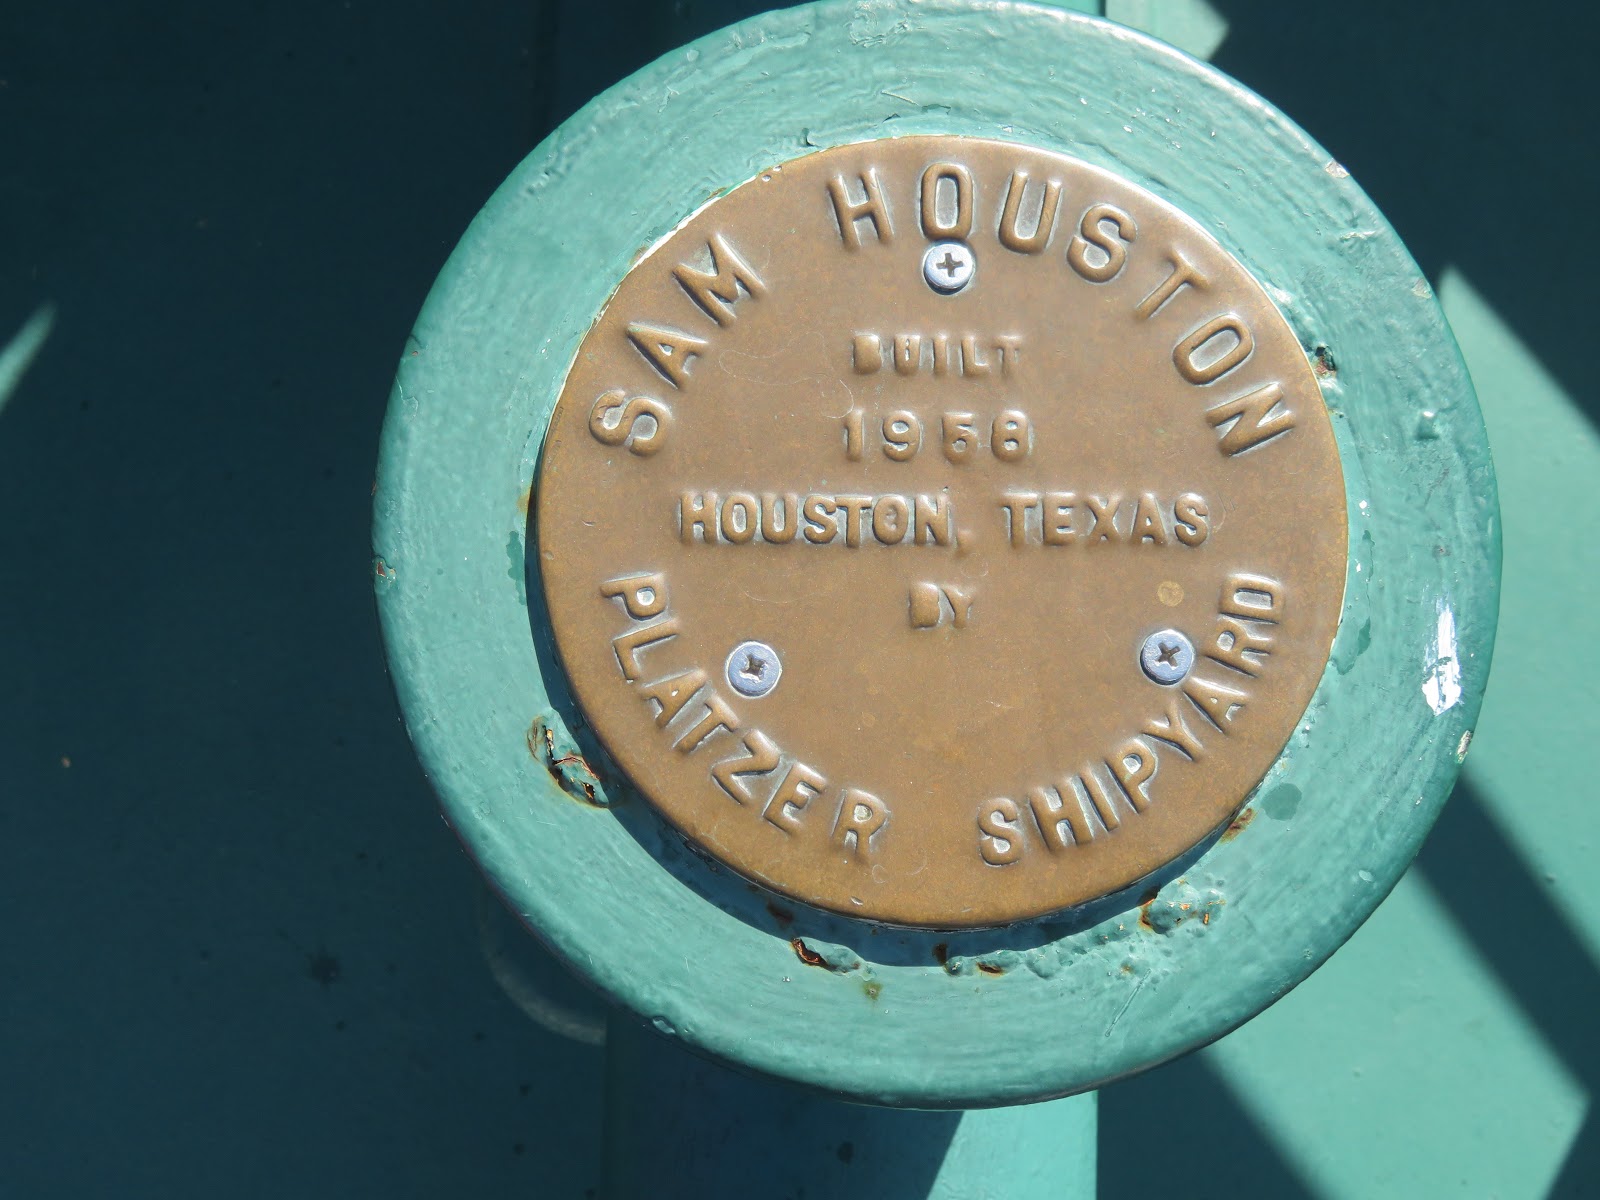 SAM HOUSTON
BUILT
1958
HOUSTON, TEXAS
BY
PLATZER SHIPYARD